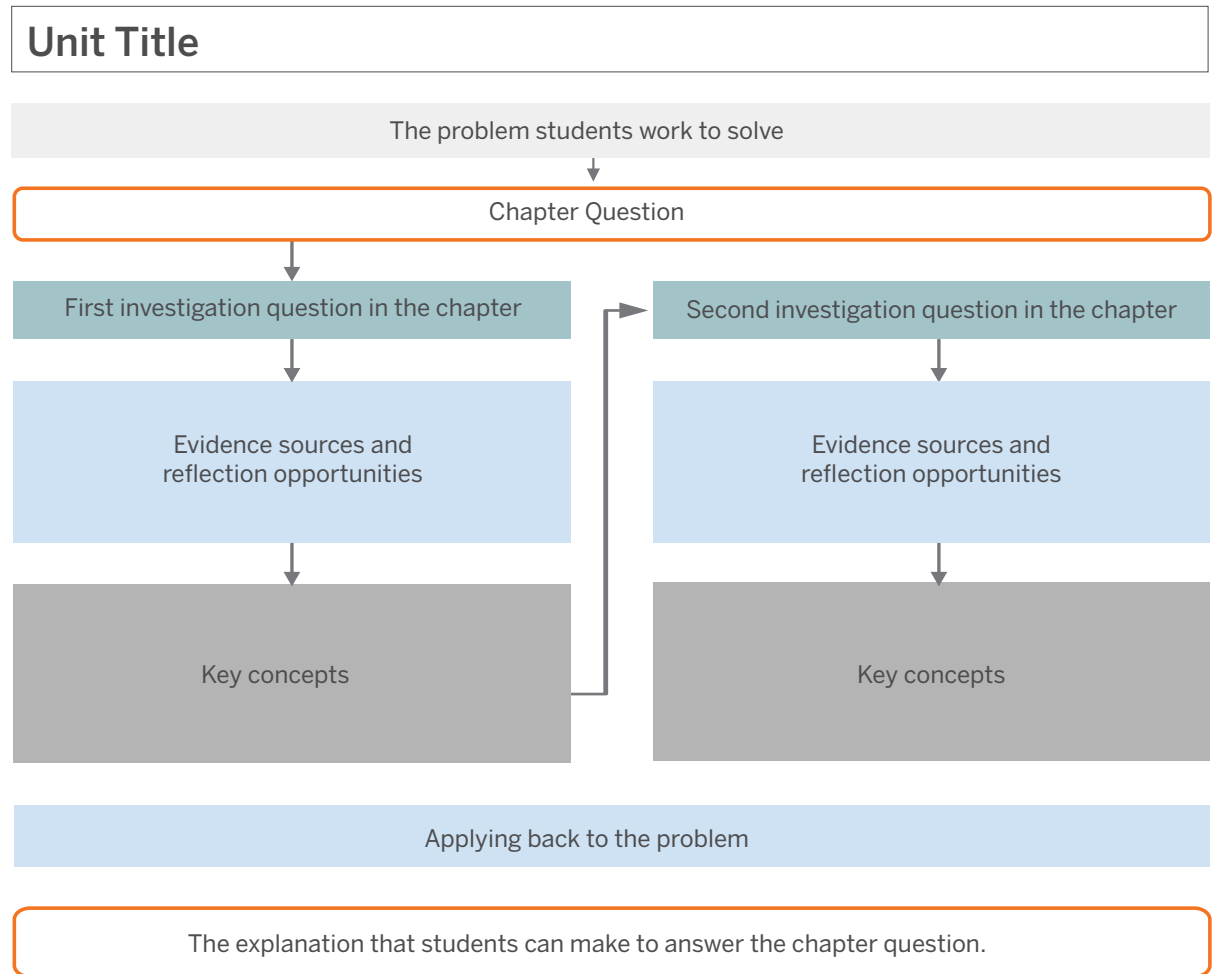 Unit Title
The problem students work to solve
Chapter Question
First investigation question in the chapter
Evidence sources and
reflection opportunities
Key concepts
Second investigation question in the chapter
Evidence sources and
reflection opportunities
Key concepts
Applying back to the problem
The explanation that students can make to answer the chapter question.